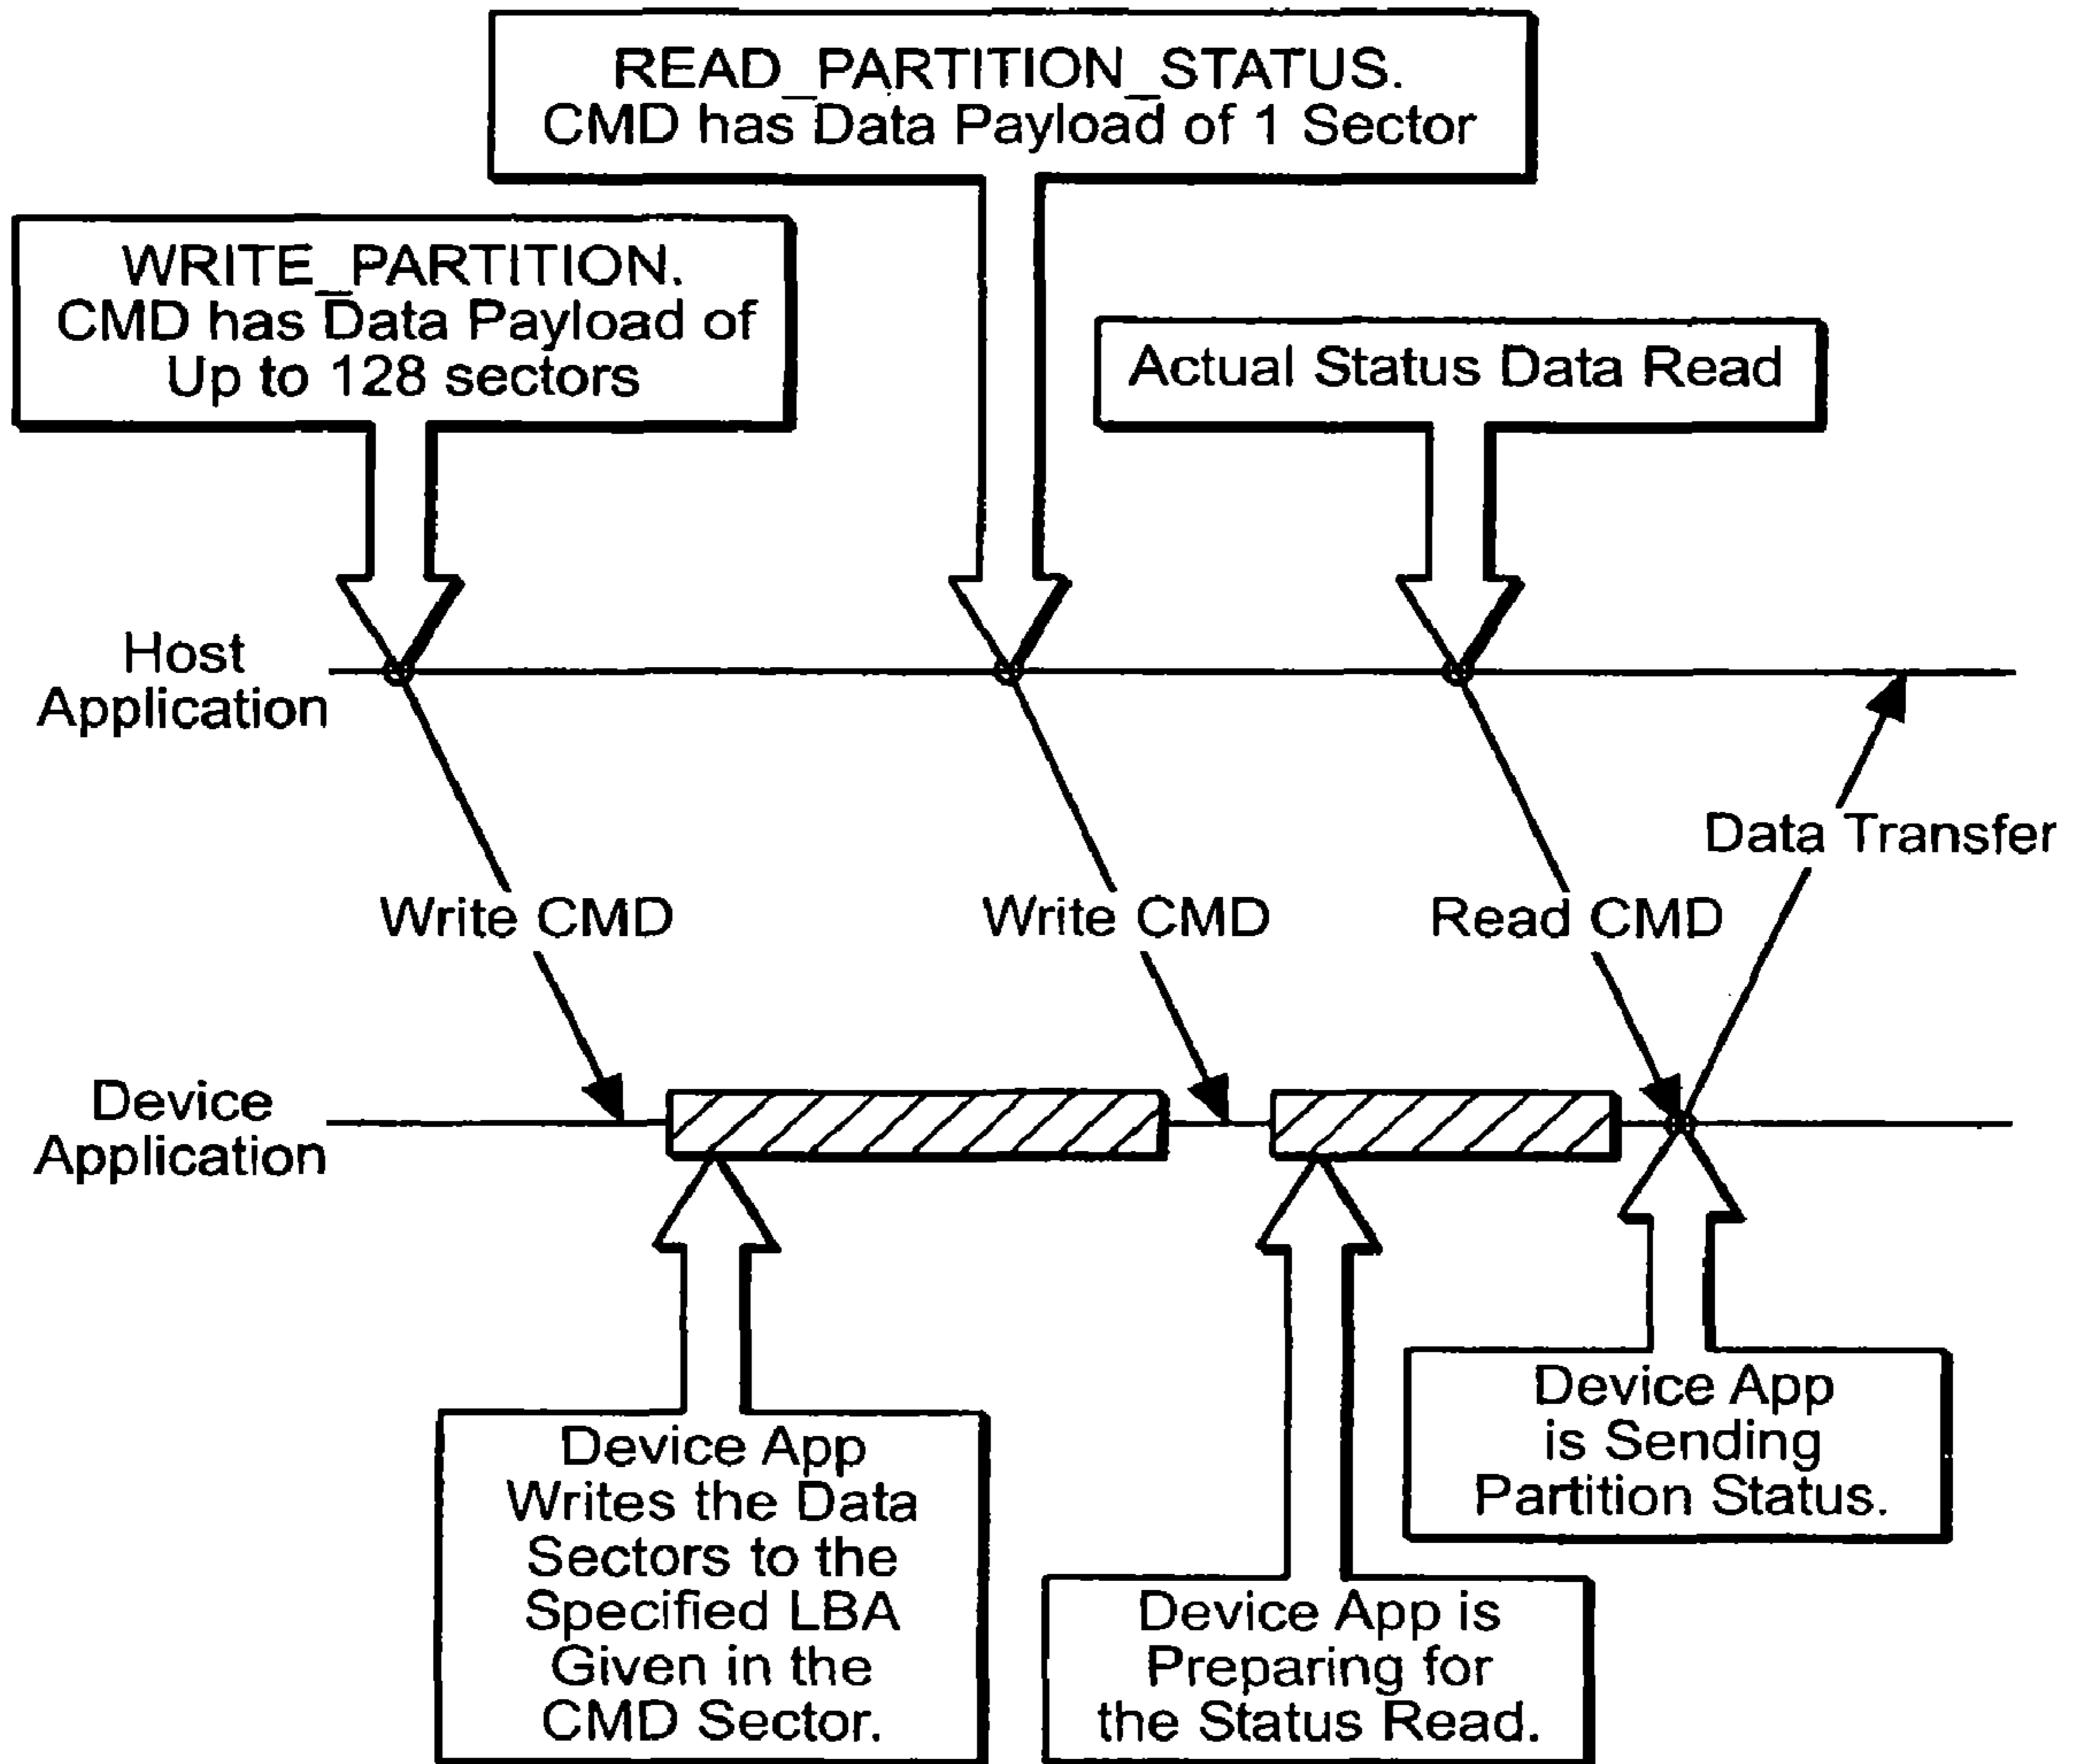 READ_PARTITION_STATUS.
CMD has Data Payload of 1 Sector
WRITE_PARTITION.
CMD has Data Payload of
Up to 128 sectors
Actual Status Data Read
Host
Application
Data Transfer
Write CMD
Write CMD
Read CMD
Device
Application
Device App
is Sending
Partition Status.
Device App
Writes the Data
Sectors to the
Specified LBA
Given in the
CMD Sector.
Device App is
Preparing for
the Status Read.